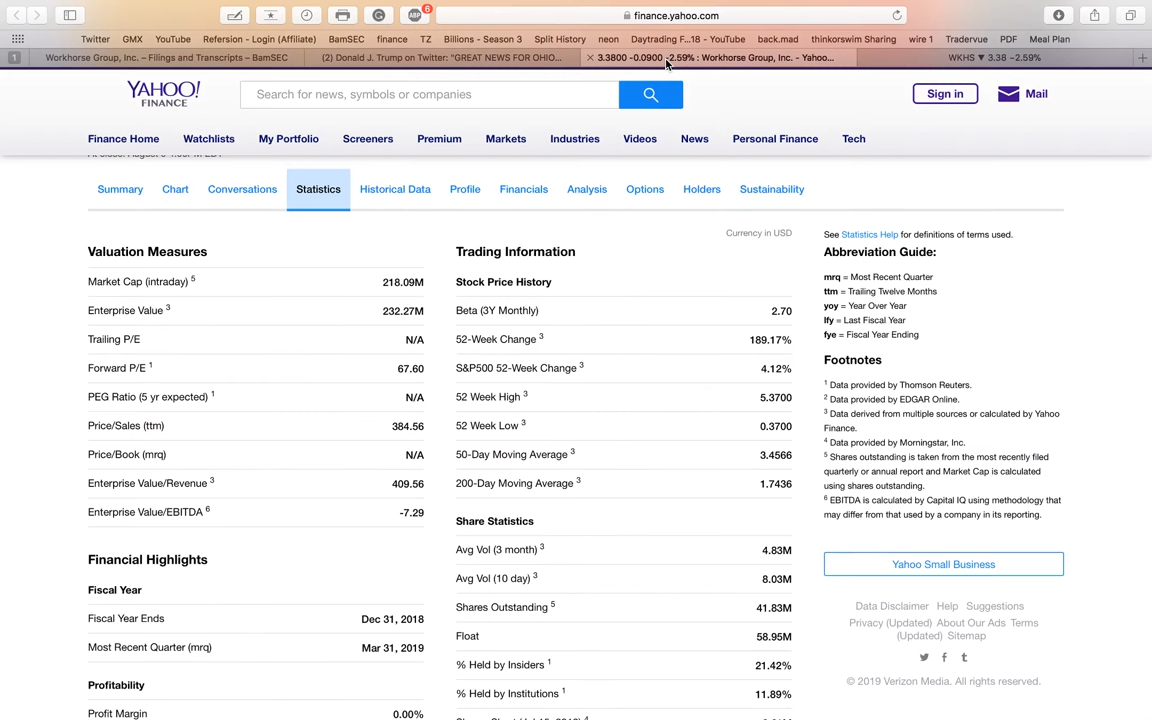 6
finance.yahoo.com
Twitter GMX YouTube Refersion - Login (Affiliate) BamSEC finance TZ Billions - Season 3 Split History neon Daytrading F...18 - YouTube back.mad thinkorswim Sharing wire 1 Tradervue PDF Meal Plan
1 Workhorse Group, Inc. – Filings and Transcripts – BamSEC (2) Donald J. Trump on Twitter: "GREAT NEWS FOR OHIO... 3.3800 -0.0900 -2.59% : Workhorse Group, Inc. - Yahoo... WKHS ▼ 3.38 −2.59%
YAHOO!
FINANCE
Search for news, symbols or companies
Sign in
Mail
Finance Home Watchlists My Portfolio Screeners Premium Markets Industries Videos News Personal Finance Tech
Summary Chart Conversations Statistics Historical Data Profile Financials Analysis Options Holders Sustainability
Currency in USD
Valuation Measures
Market Cap (intraday) 5 218.09M
Enterprise Value 3 232.27M
Trailing P/E N/A
Forward P/E 1 67.60
PEG Ratio (5 yr expected) 1 N/A
Price/Sales (ttm) 384.56
Price/Book (mrq) N/A
Enterprise Value/Revenue 3 409.56
Enterprise Value/EBITDA 6 -7.29
Financial Highlights
Fiscal Year
Fiscal Year Ends Dec 31, 2018
Most Recent Quarter (mrq) Mar 31, 2019
Profitability
Profit Margin 0.00%
Trading Information
Stock Price History
Beta (3Y Monthly) 2.70
52-Week Change 3 189.17%
S&P500 52-Week Change 3 4.12%
52 Week High 3 5.3700
52 Week Low 3 0.3700
50-Day Moving Average 3 3.4566
200-Day Moving Average 3 1.7436
Share Statistics
Avg Vol (3 month) 3 4.83M
Avg Vol (10 day) 3 8.03M
Shares Outstanding 5 41.83M
Float 58.95M
% Held by Insiders 1 21.42%
% Held by Institutions 1 11.89%
See Statistics Help for definitions of terms used.
Abbreviation Guide:
mrq = Most Recent Quarter
ttm = Trailing Twelve Months
yoy = Year Over Year
lfy = Last Fiscal Year
fye = Fiscal Year Ending
Footnotes
1 Data provided by Thomson Reuters.
2 Data provided by EDGAR Online.
3 Data derived from multiple sources or calculated by Yahoo
Finance.
4 Data provided by Morningstar, Inc.
5 Shares outstanding is taken from the most recently filed
quarterly or annual report and Market Cap is calculated
using shares outstanding.
6 EBITDA is calculated by Capital IQ using methodology that
may differ from that used by a company in its reporting.
Yahoo Small Business
Data Disclaimer Help Suggestions
Privacy (Updated) About Our Ads Terms
(Updated) Sitemap
© 2019 Verizon Media. All rights reserved.